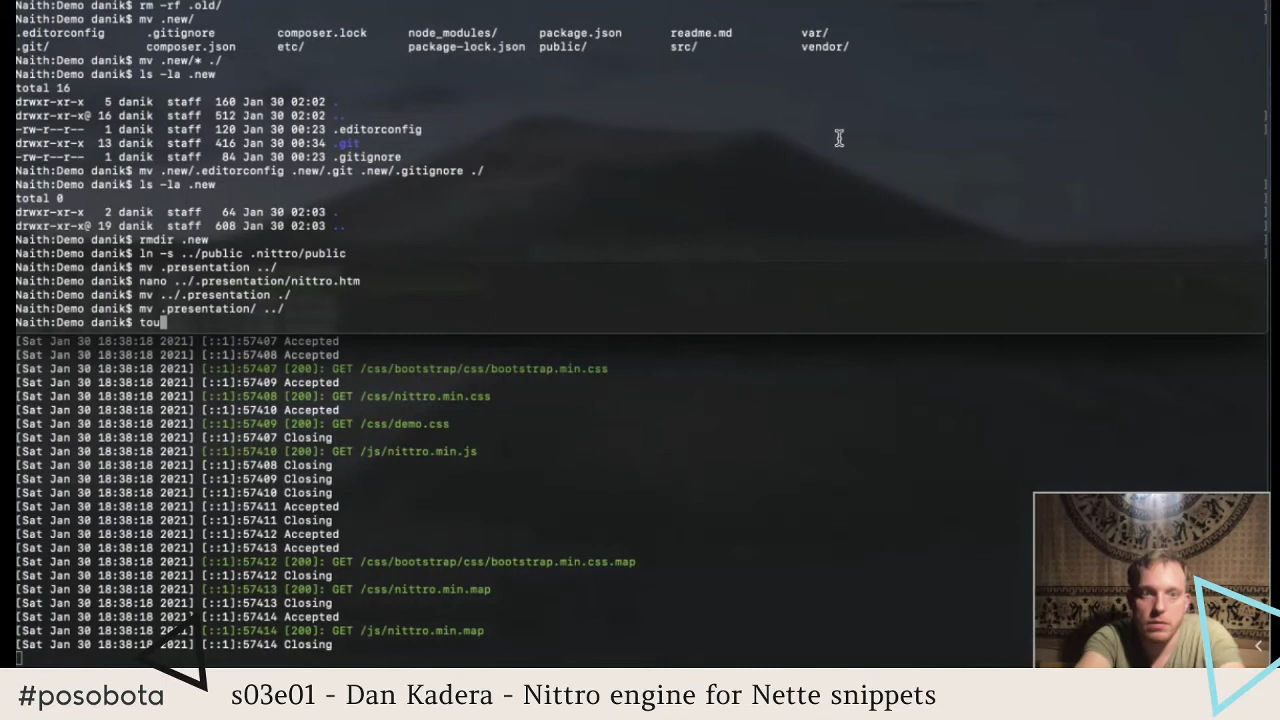 Naith:Demo danik$ rm -rf .old/
Naith:Demo danik$ mv .new/
.editorconfig .gitignore composer.lock node_modules/ package.json readme.md var/
.git/ composer.json etc/ package-lock.json public/ src/ vendor/
Naith:Demo danik$ mv .new/* ./
Naith:Demo danik$ ls -la .new
total 16
drwxr-xr-x 5 danik staff 160 Jan 30 02:02 .
drwxr-xr-x@ 16 danik staff 512 Jan 30 02:02 ..
-rw-r--r-- 1 danik staff 120 Jan 30 00:23 .editorconfig
drwxr-xr-x 13 danik staff 416 Jan 30 00:34 .git
-rw-r--r-- 1 danik staff 84 Jan 30 00:23 .gitignore
Naith:Demo danik$ mv .new/.editorconfig .new/.git .new/.gitignore ./
Naith:Demo danik$ ls -la .new
total 0
drwxr-xr-x 2 danik staff 64 Jan 30 02:03 .
drwxr-xr-x@ 19 danik staff 608 Jan 30 02:03 ..
Naith:Demo danik$ rmdir .new
Naith:Demo danik$ ln -s ../public .nittro/public
Naith:Demo danik$ mv .presentation ../
Naith:Demo danik$ nano ../.presentation/nittro.htm
Naith:Demo danik$ mv ../.presentation ./
Naith:Demo danik$ mv .presentation/ ../
Naith:Demo danik$ tou
[Sat Jan 30 18:38:18 2021] [::1]:57407 Accepted
[Sat Jan 30 18:38:18 2021] [::1]:57408 Accepted
[Sat Jan 30 18:38:18 2021] [::1]:57407 [200]: GET /css/bootstrap/css/bootstrap.min.css
[Sat Jan 30 18:38:18 2021] [::1]:57409 Accepted
[Sat Jan 30 18:38:18 2021] [::1]:57408 [200]: GET /css/nittro.min.css
[Sat Jan 30 18:38:18 2021] [::1]:57410 Accepted
[Sat Jan 30 18:38:18 2021] [::1]:57409 [200]: GET /css/demo.css
[Sat Jan 30 18:38:18 2021] [::1]:57407 Closing
[Sat Jan 30 18:38:18 2021] [::1]:57410 [200]: GET /js/nittro.min.js
[Sat Jan 30 18:38:18 2021] [::1]:57408 Closing
[Sat Jan 30 18:38:18 2021] [::1]:57409 Closing
[Sat Jan 30 18:38:18 2021] [::1]:57410 Closing
[Sat Jan 30 18:38:18 2021] [::1]:57411 Accepted
[Sat Jan 30 18:38:18 2021] [::1]:57411 Closing
[Sat Jan 30 18:38:18 2021] [::1]:57412 Accepted
[Sat Jan 30 18:38:18 2021] [::1]:57413 Accepted
[Sat Jan 30 18:38:18 2021] [::1]:57412 [200]: GET /css/bootstrap/css/bootstrap.min.css.map
[Sat Jan 30 18:38:18 2021] [::1]:57412 Closing
[Sat Jan 30 18:38:18 2021] [::1]:57413 [200]: GET /css/nittro.min.map
[Sat Jan 30 18:38:18 2021] [::1]:57413 Closing
[Sat Jan 30 18:38:18 2021] [::1]:57414 Accepted
[Sat Jan 30 18:38:18 2021] [::1]:57414 [200]: GET /js/nittro.min.map
[Sat Jan 30 18:38:18 2021] [::1]:57414 Closing
#posobota s03e01 - Dan Kadera - Nittro engine for Nette snippets